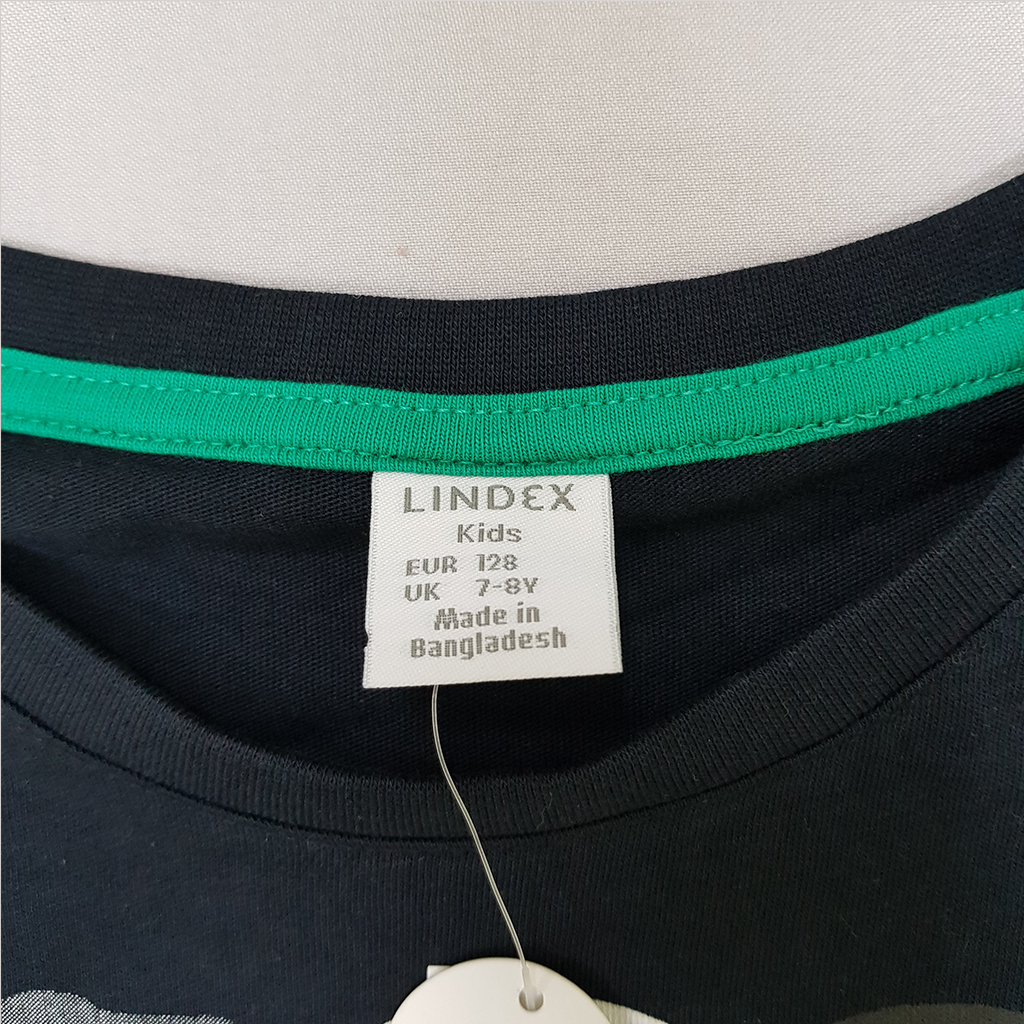 LINDEX
Kids
EUR 128
UK 7-8Y
Made in
Bangladesh